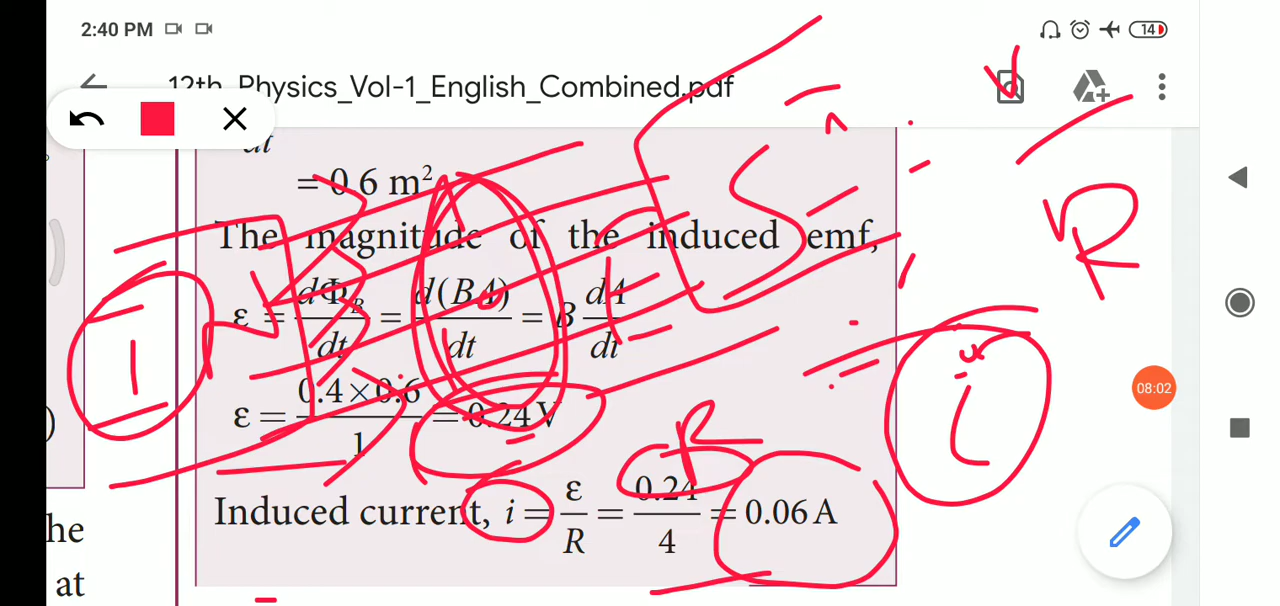 2:40 PM 14
12th_Physics_Vol-1_English_Combined.pdf
dt
= 0.6 m²
The magnitude of the induced emf,
ε = dΦ_B/dt = d(BA)/dt = B dA/dt
ε = 0.4×0.6/1 = 0.24 V
Induced current, i = ε/R = 0.24/4 = 0.06 A
)
he
at
I
R
i
R
08:02